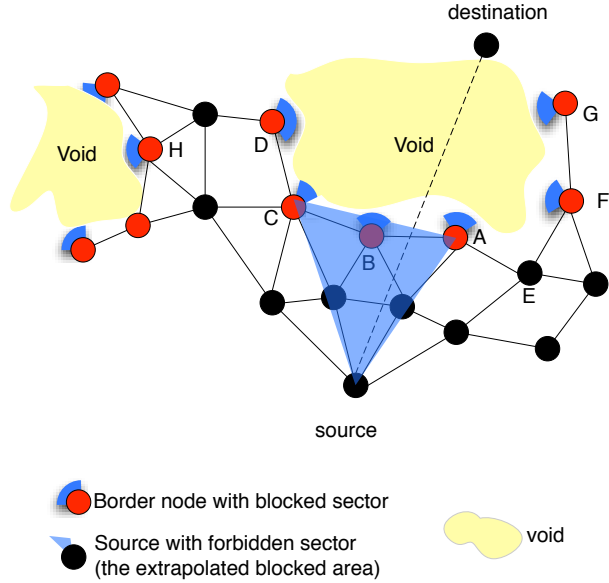 destination
G
Void
Void
H
D
F
C
A
B
E
source
Border node with blocked sector
void
Source with forbidden sector
(the extrapolated blocked area)